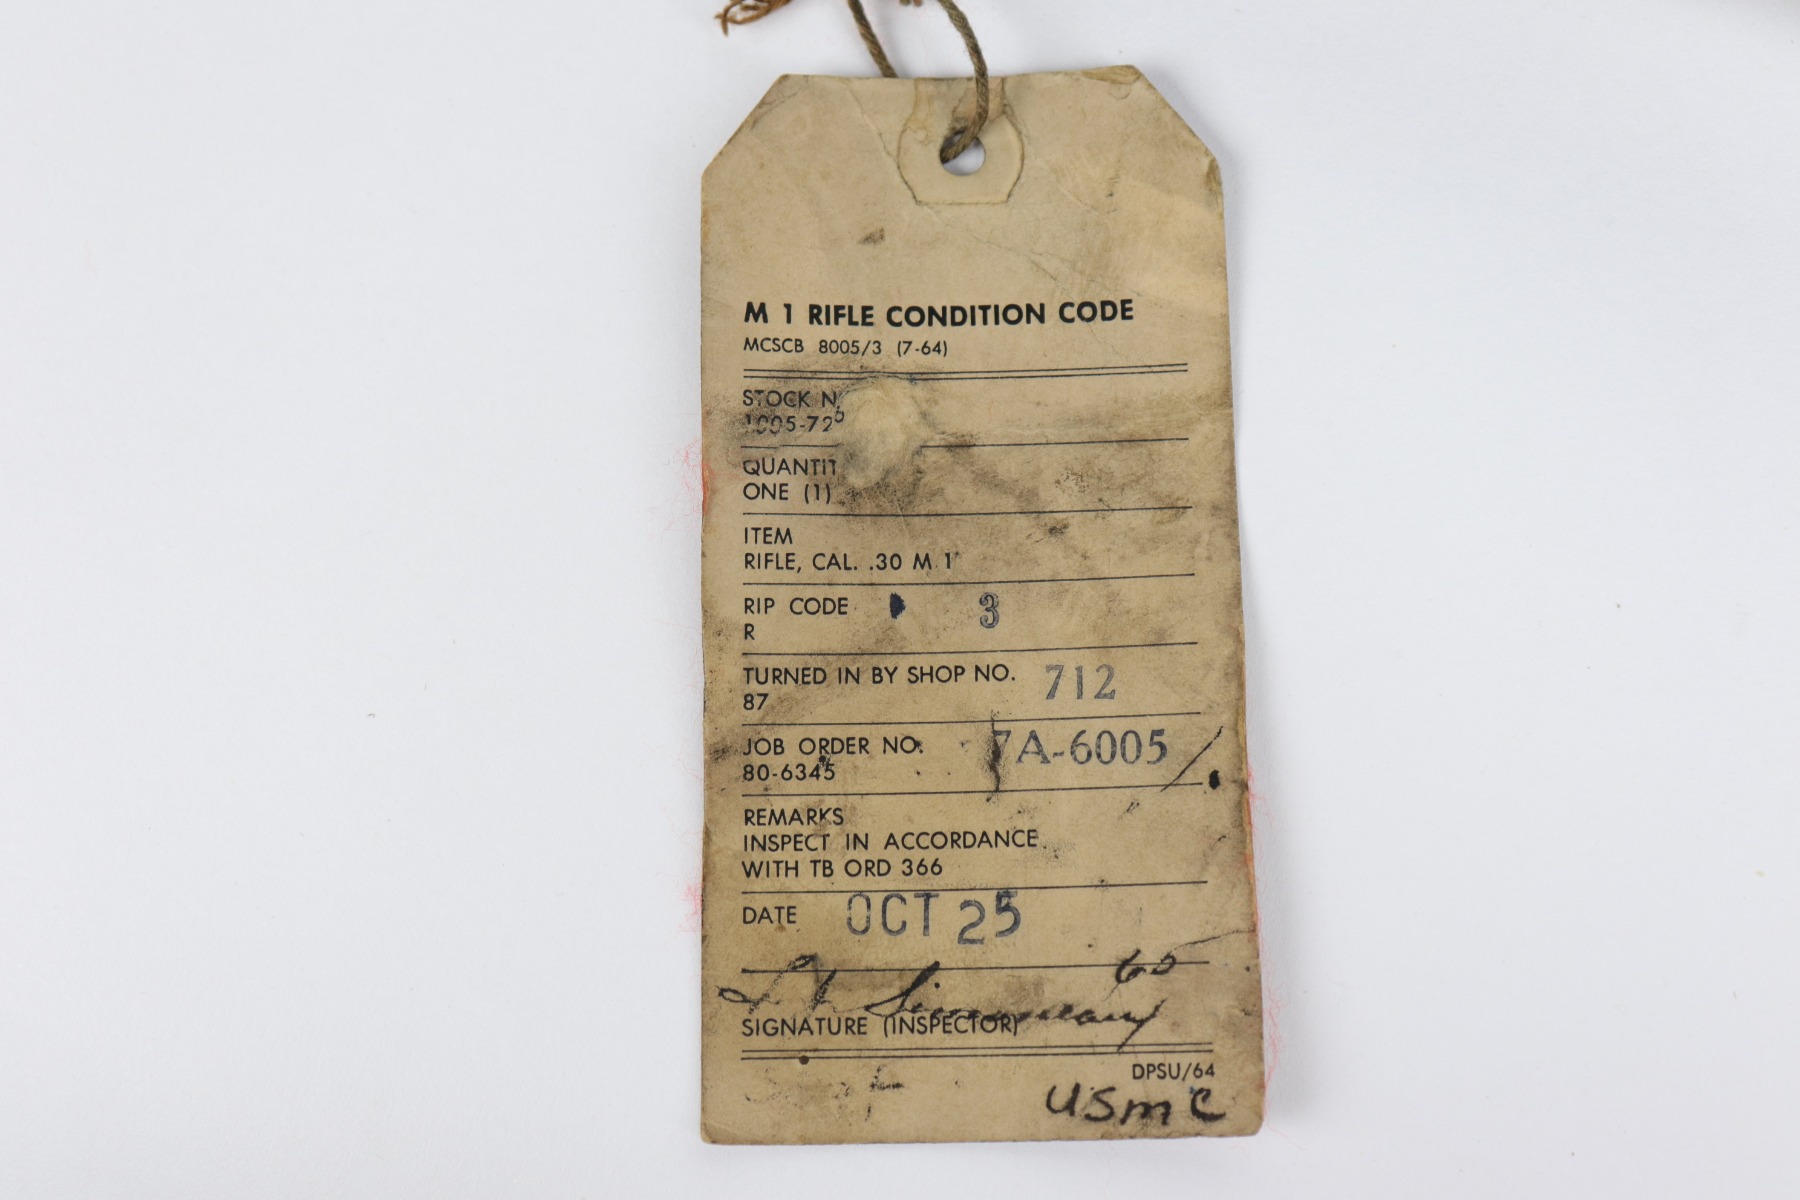 M 1 RIFLE CONDITION CODE
MCSCB 8005/3 (7-64)
STOCK N
1005-72
QUANTIT
ONE (1)
ITEM
RIFLE, CAL. .30 M 1
RIP CODE 3
R
TURNED IN BY SHOP NO. 712
87
JOB ORDER NO. 7A-6005
80-6345
REMARKS
INSPECT IN ACCORDANCE
WITH TB ORD 366
DATE OCT 25
SIGNATURE (INSPECTOR)
DPSU/64
USMC